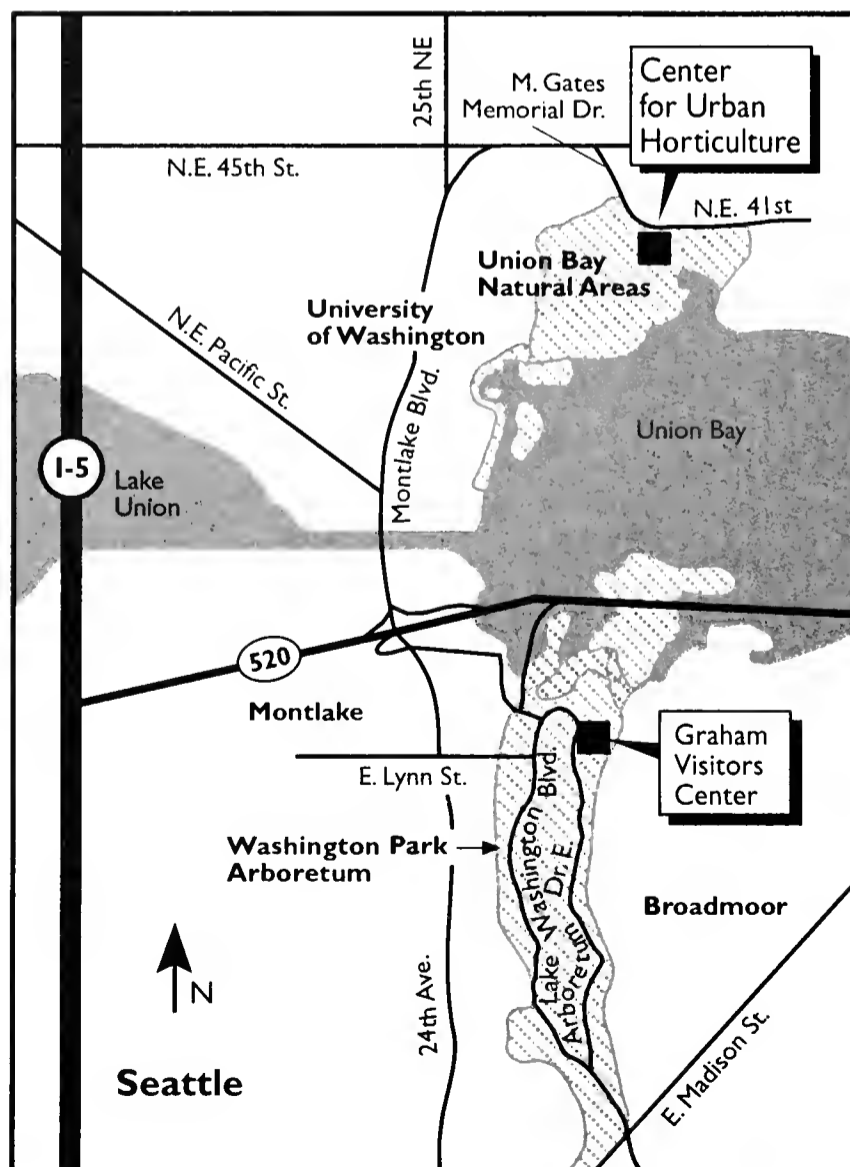 25th NE
M. Gates
Memorial Dr.
Center
for Urban
Horticulture
N.E. 45th St.
N.E. 41st
Union Bay
Natural Areas
University
of Washington
N.E. Pacific St.
Montlake Blvd.
Union Bay
I-5
Lake
Union
520
Montlake
Graham
Visitors
Center
E. Lynn St.
Washington Park
Arboretum
Lake Washington Blvd.
Arboretum Dr. E.
Broadmoor
N
24th Ave.
E. Madison St.
Seattle